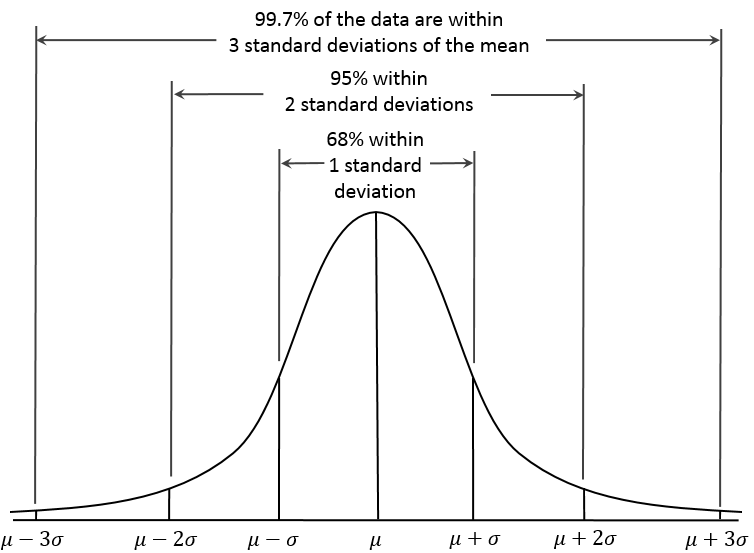 99.7% of the data are within
3 standard deviations of the mean
95% within
2 standard deviations
68% within
1 standard
deviation
μ − 3σ
μ − 2σ
μ − σ
μ
μ + σ
μ + 2σ
μ + 3σ